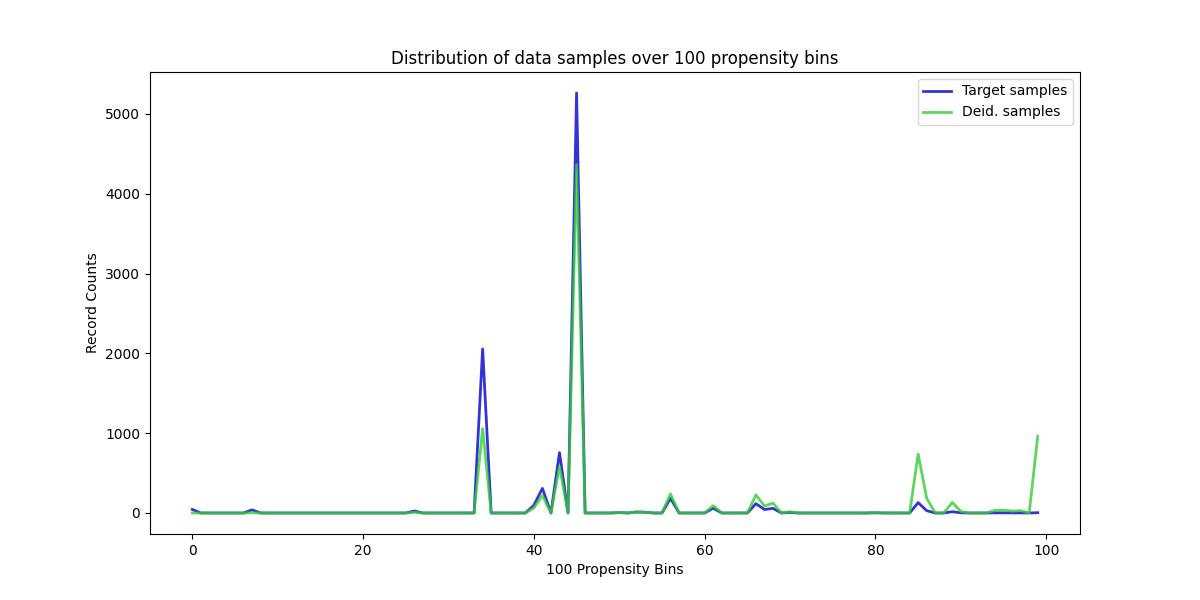 Distribution of data samples over 100 propensity bins
Target samples
Deid. samples
Record Counts
5000
4000
3000
2000
1000
0
0 20 40 60 80 100
100 Propensity Bins